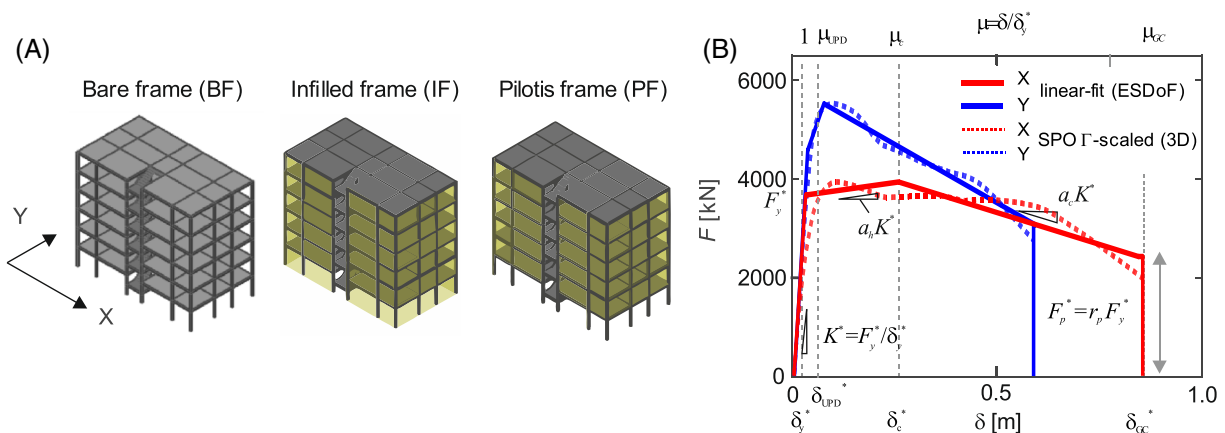 (A)
Bare frame (BF)
Infilled frame (IF)
Pilotis frame (PF)
Y
X
(B)
1 μUPD μc μ=δ/δy* μGC
6000
4000
2000
0
Fy*
F [kN]
X linear-fit (ESDoF)
Y
X SPO Γ-scaled (3D)
Y
ahK*
acK*
K*=Fy*/δy*
Fp*=rpFy*
0 0.5 1.0
δy* δUPD* δc* δ [m] δGC*